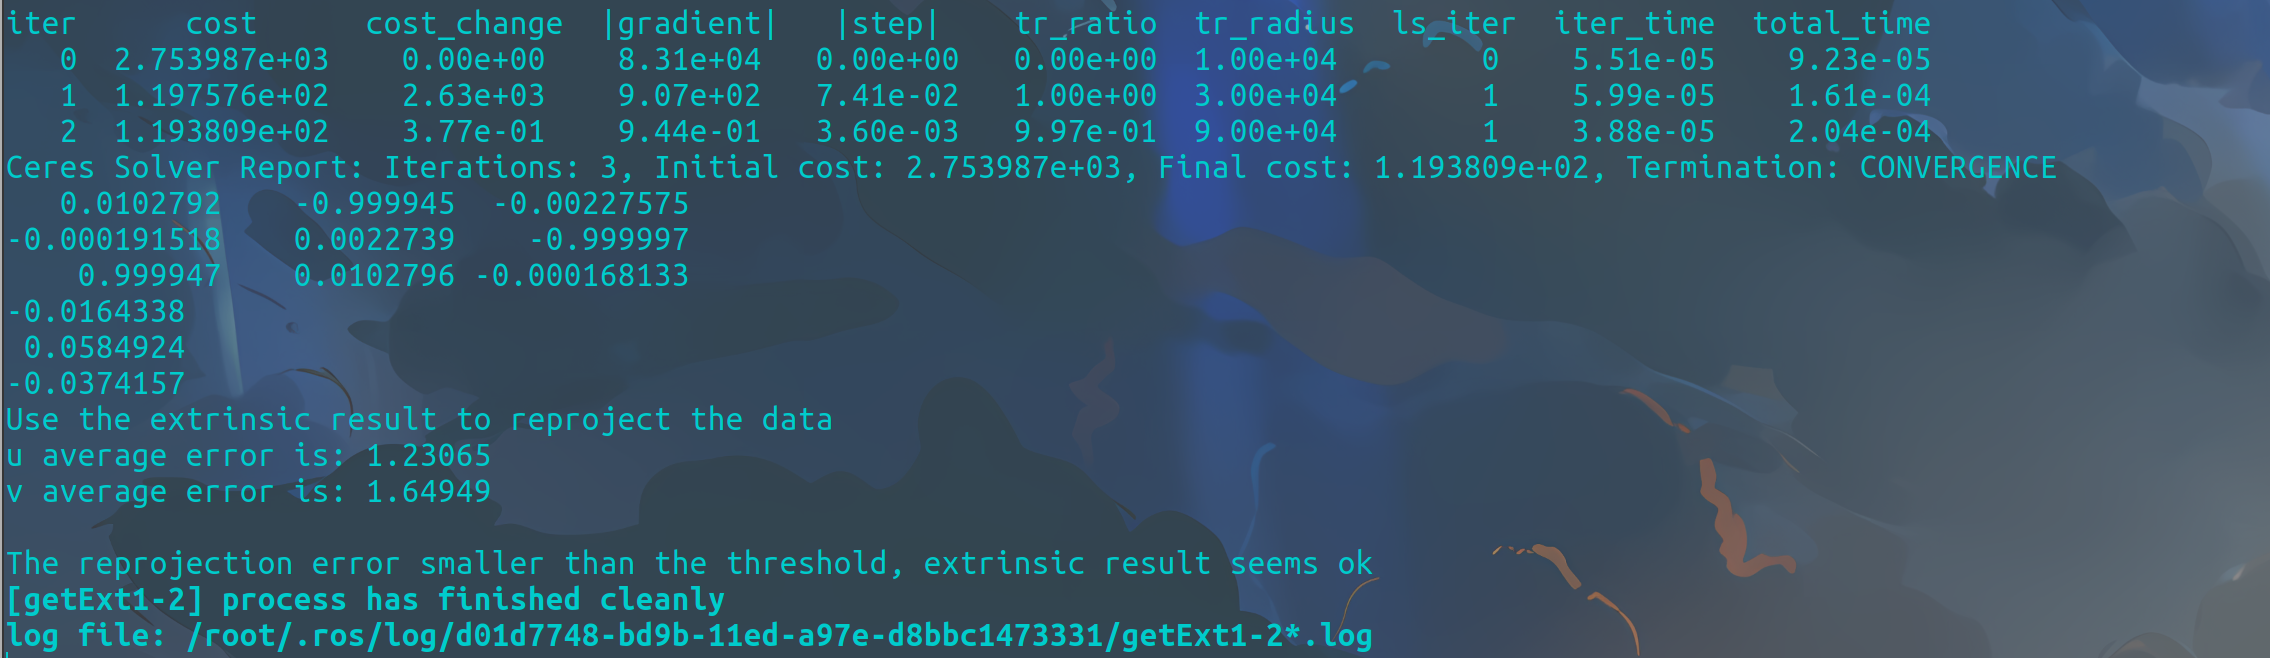 iter cost cost_change |gradient| |step| tr_ratio tr_radius ls_iter iter_time total_time
0 2.753987e+03 0.00e+00 8.31e+04 0.00e+00 0.00e+00 1.00e+04 0 5.51e-05 9.23e-05
1 1.197576e+02 2.63e+03 9.07e+02 7.41e-02 1.00e+00 3.00e+04 1 5.99e-05 1.61e-04
2 1.193809e+02 3.77e-01 9.44e-01 3.60e-03 9.97e-01 9.00e+04 1 3.88e-05 2.04e-04
Ceres Solver Report: Iterations: 3, Initial cost: 2.753987e+03, Final cost: 1.193809e+02, Termination: CONVERGENCE
0.0102792 -0.999945 -0.00227575
-0.000191518 0.0022739 -0.999997
0.999947 0.0102796 -0.000168133
-0.0164338
0.0584924
-0.0374157
Use the extrinsic result to reproject the data
u average error is: 1.23065
v average error is: 1.64949
The reprojection error smaller than the threshold, extrinsic result seems ok
[getExt1-2] process has finished cleanly
log file: /root/.ros/log/d01d7748-bd9b-11ed-a97e-d8bbc1473331/getExt1-2*.log